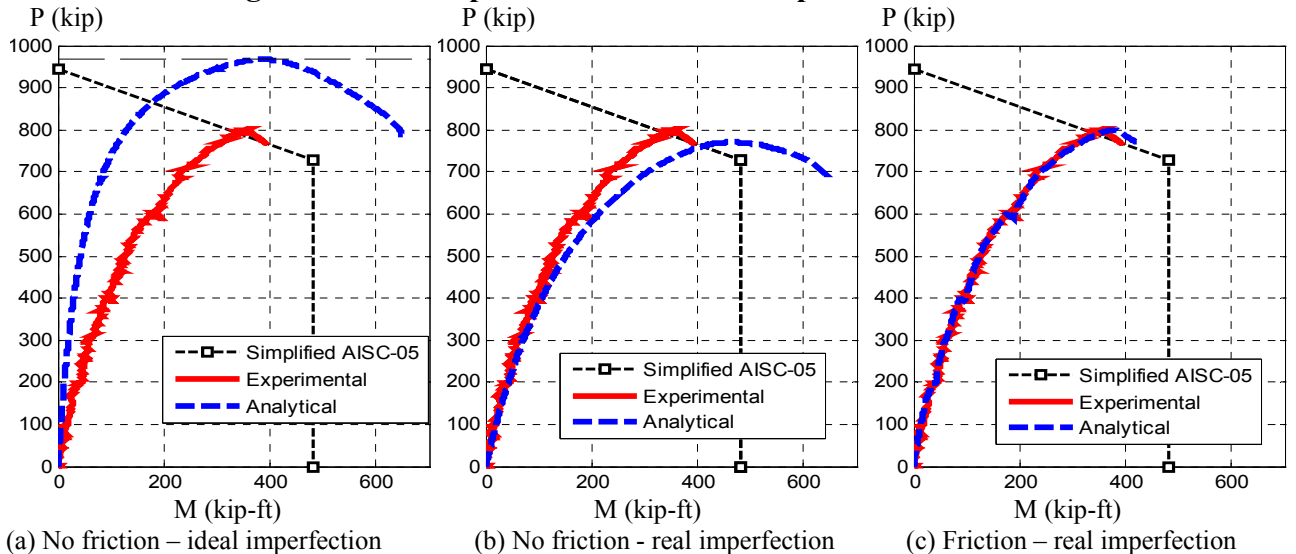 P (kip)
1000
900
800
700
600
500
400
300
200
100
0
0
200
400
600
M (kip-ft)
Simplified AISC-05
Experimental
Analytical
(a) No friction – ideal imperfection
P (kip)
1000
900
800
700
600
500
400
300
200
100
0
0
200
400
600
M (kip-ft)
Simplified AISC-05
Experimental
Analytical
(b) No friction - real imperfection
P (kip)
1000
900
800
700
600
500
400
300
200
100
0
0
200
400
600
M (kip-ft)
Simplified AISC-05
Experimental
Analytical
(c) Friction – real imperfection